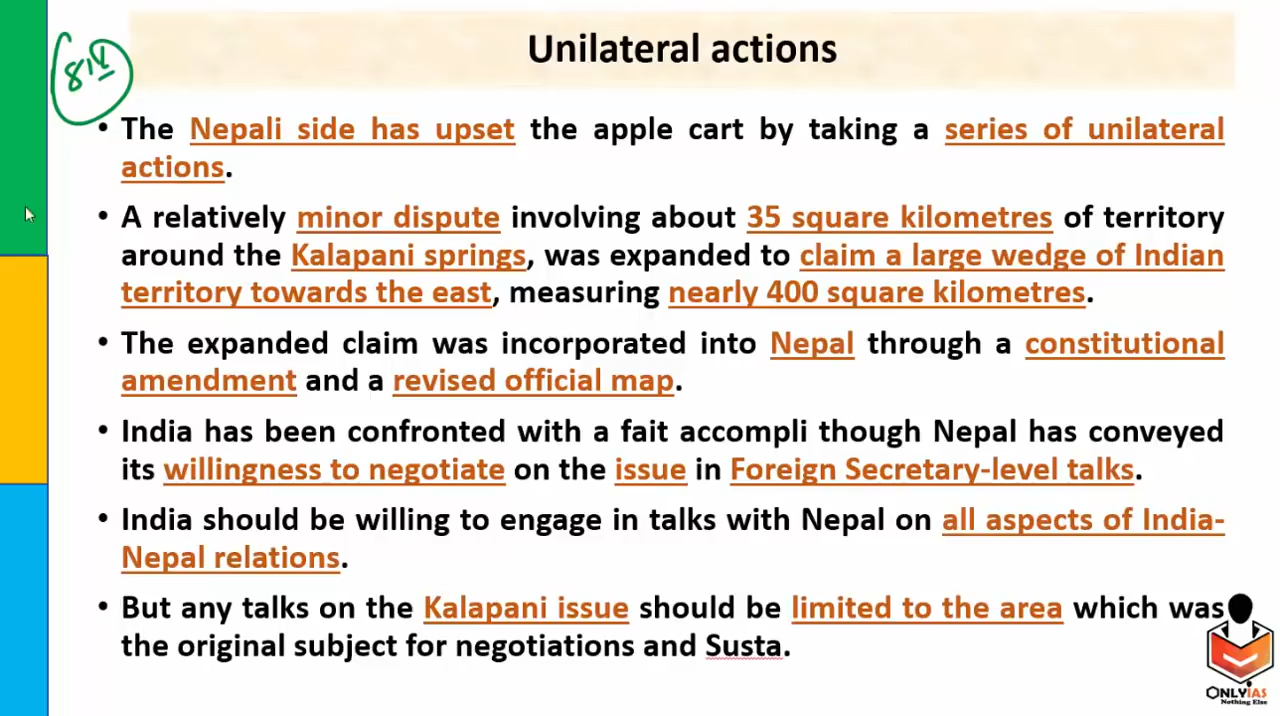 Unilateral actions
• The Nepali side has upset the apple cart by taking a series of unilateral
actions.
• A relatively minor dispute involving about 35 square kilometres of territory
around the Kalapani springs, was expanded to claim a large wedge of Indian
territory towards the east, measuring nearly 400 square kilometres.
• The expanded claim was incorporated into Nepal through a constitutional
amendment and a revised official map.
• India has been confronted with a fait accompli though Nepal has conveyed
its willingness to negotiate on the issue in Foreign Secretary-level talks.
• India should be willing to engage in talks with Nepal on all aspects of India-
Nepal relations.
• But any talks on the Kalapani issue should be limited to the area which was
the original subject for negotiations and Susta.
ONLYIAS
Nothing Else